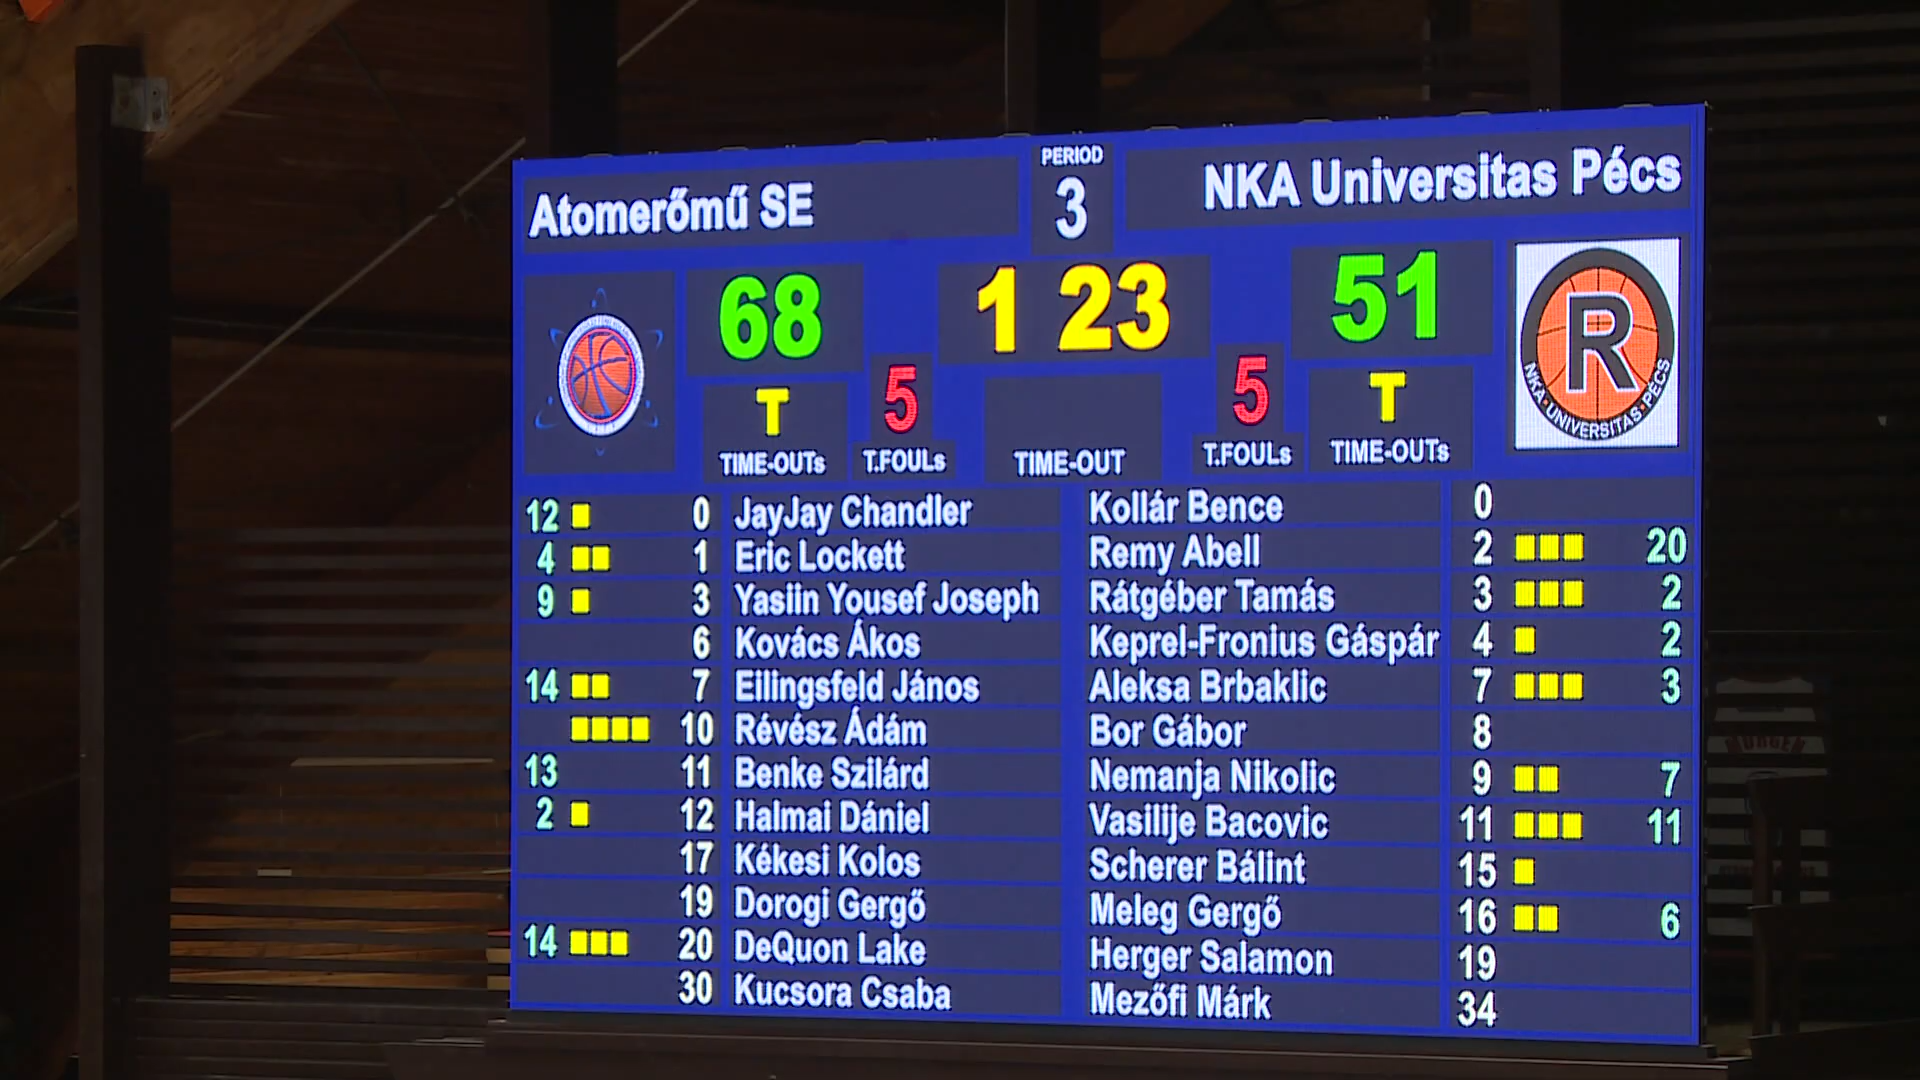 PERIOD
Atomerőmű SE 3 NKA Universitas Pécs
68 1 23 51
T 5 5 T
TIME-OUTs T.FOULs TIME-OUT T.FOULs TIME-OUTs
R
NKA·UNIVERSITAS·PÉCS
12 0 JayJay Chandler Kollár Bence 0
4 1 Eric Lockett Remy Abell 2 20
9 3 Yasiin Yousef Joseph Rátgéber Tamás 3 2
6 Kovács Ákos Keprel-Fronius Gáspár 4 2
14 7 Eilingsfeld János Aleksa Brbaklic 7 3
10 Révész Ádám Bor Gábor 8
13 11 Benke Szilárd Nemanja Nikolic 9 7
2 12 Halmai Dániel Vasilije Bacovic 11 11
17 Kékesi Kolos Scherer Bálint 15
19 Dorogi Gergő Meleg Gergő 16 6
14 20 DeQuon Lake Herger Salamon 19
30 Kucsora Csaba Mezőfi Márk 34